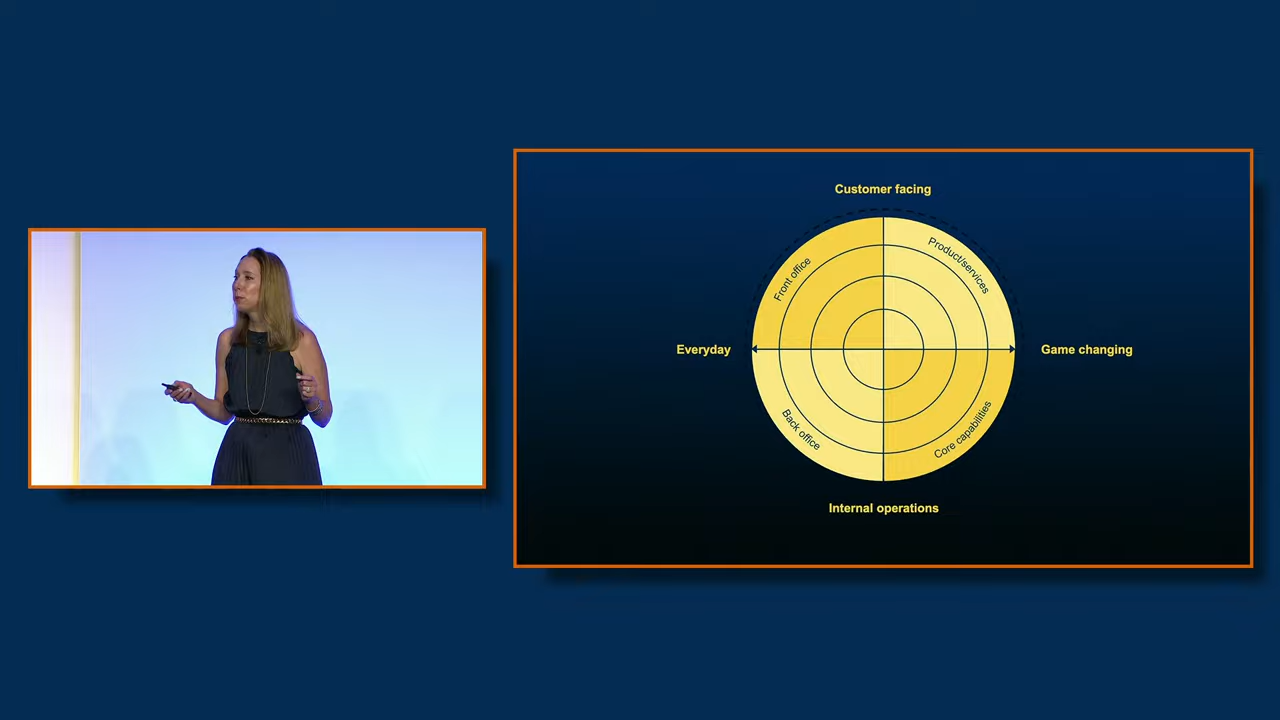 Customer facing
Front office
Product/services
Everyday
Game changing
Back office
Core capabilities
Internal operations